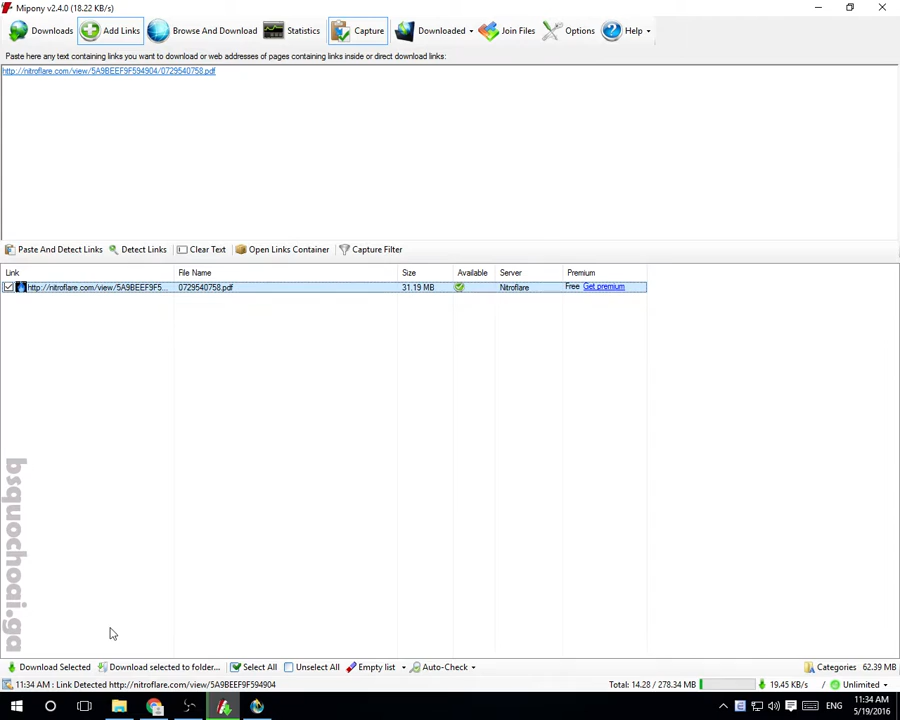 Mipony v2.4.0 (18.22 KB/s)
Downloads Add Links Browse And Download Statistics Capture Downloaded Join Files Options Help
Paste here any text containing links you want to download or web addresses of pages containing links inside or direct download links:
http://nitroflare.com/view/5A9BEEF9F594904/0729540758.pdf
Paste And Detect Links Detect Links Clear Text Open Links Container Capture Filter
Link File Name Size Available Server Premium
http://nitroflare.com/view/5A9BEEF9F5... 0729540758.pdf 31.19 MB Nitroflare Free Get premium
bsquochoai.ga
Download Selected Download selected to folder... Select All Unselect All Empty list Auto-Check Categories 62.39 MB
11:34 AM : Link Detected http://nitroflare.com/view/5A9BEEF9F594904 Total: 14.28 / 278.34 MB 19.45 KB/s / Unlimited
ENG 11:34 AM
5/19/2016